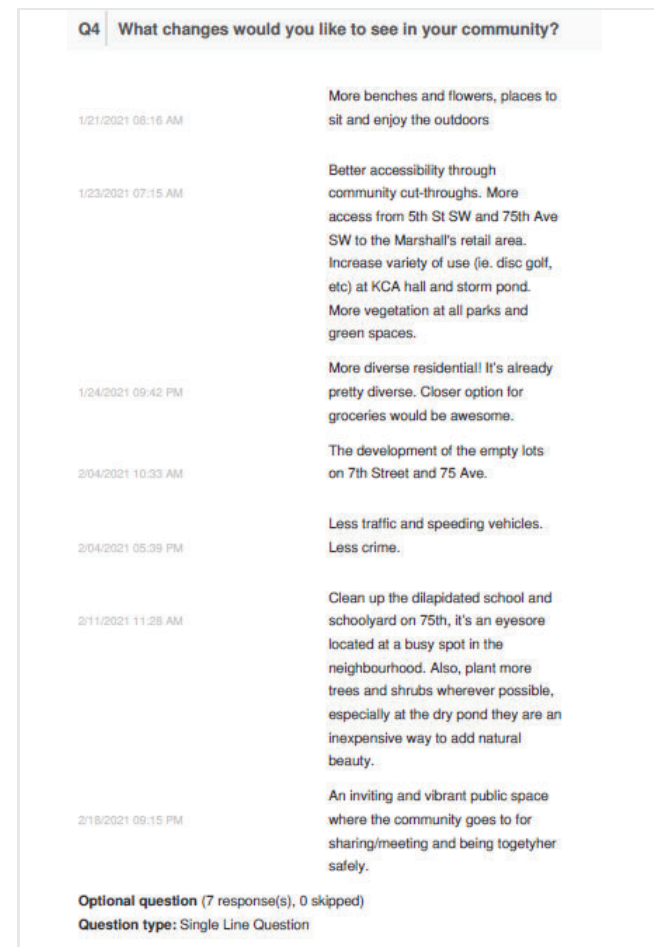 Q4 What changes would you like to see in your community?
More benches and flowers, places to
1/21/2021 08:16 AM sit and enjoy the outdoors
Better accessibility through
1/23/2021 07:15 AM community cut-throughs. More
access from 5th St SW and 75th Ave
SW to the Marshall's retail area.
Increase variety of use (ie. disc golf,
etc) at KCA hall and storm pond.
More vegetation at all parks and
green spaces.
More diverse residential! It's already
1/24/2021 09:42 PM pretty diverse. Closer option for
groceries would be awesome.
The development of the empty lots
2/04/2021 10:33 AM on 7th Street and 75 Ave.
Less traffic and speeding vehicles.
2/04/2021 05:39 PM Less crime.
Clean up the dilapidated school and
2/11/2021 11:28 AM schoolyard on 75th, it's an eyesore
located at a busy spot in the
neighbourhood. Also, plant more
trees and shrubs wherever possible,
especially at the dry pond they are an
inexpensive way to add natural
beauty.
An inviting and vibrant public space
2/18/2021 09:15 PM where the community goes to for
sharing/meeting and being togetyher
safely.
Optional question (7 response(s), 0 skipped)
Question type: Single Line Question